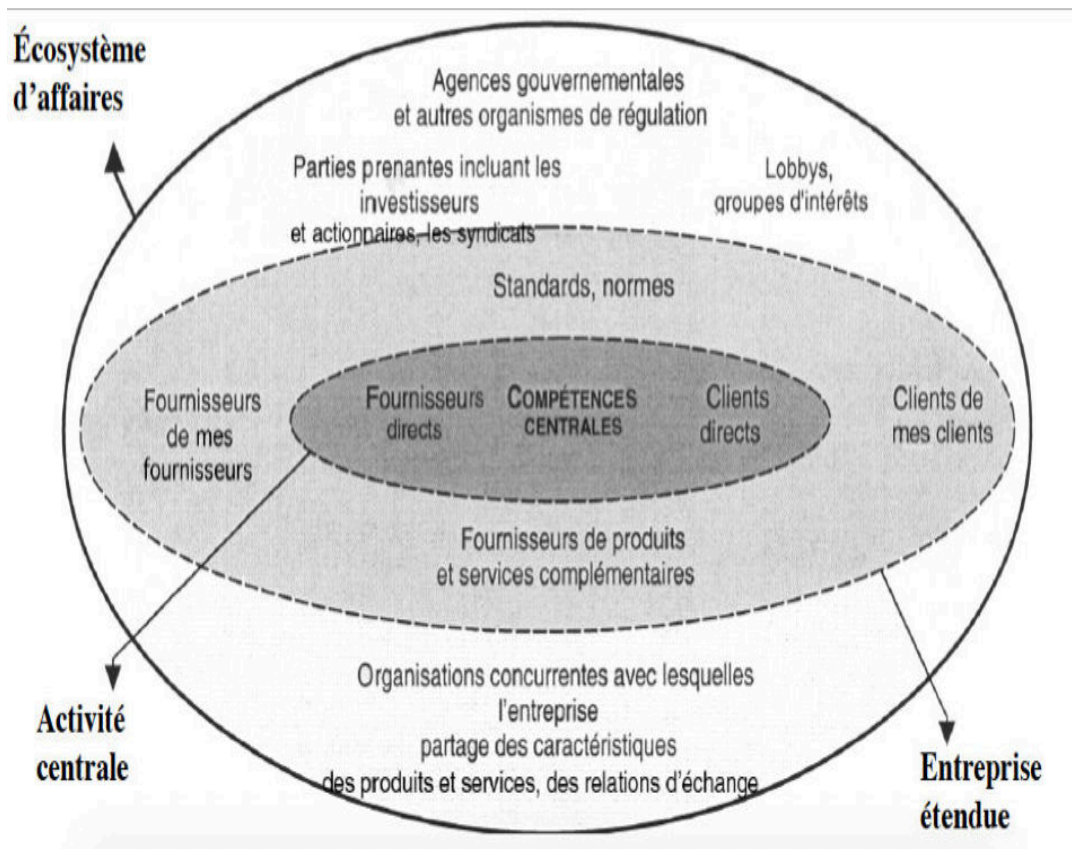 Écosystème
d’affaires
Agences gouvernementales
et autres organismes de régulation
Parties prenantes incluant les
investisseurs
et actionnaires, les syndicats
Lobbys,
groupes d'intérêts
Standards, normes
Fournisseurs
de mes
fournisseurs
Fournisseurs
directs
COMPÉTENCES
CENTRALES
Clients
directs
Clients de
mes clients
Fournisseurs de produits
et services complémentaires
Organisations concurrentes avec lesquelles
l’entreprise
partage des caractéristiques
des produits et services, des relations d’échange
Activité
centrale
Entreprise
étendue